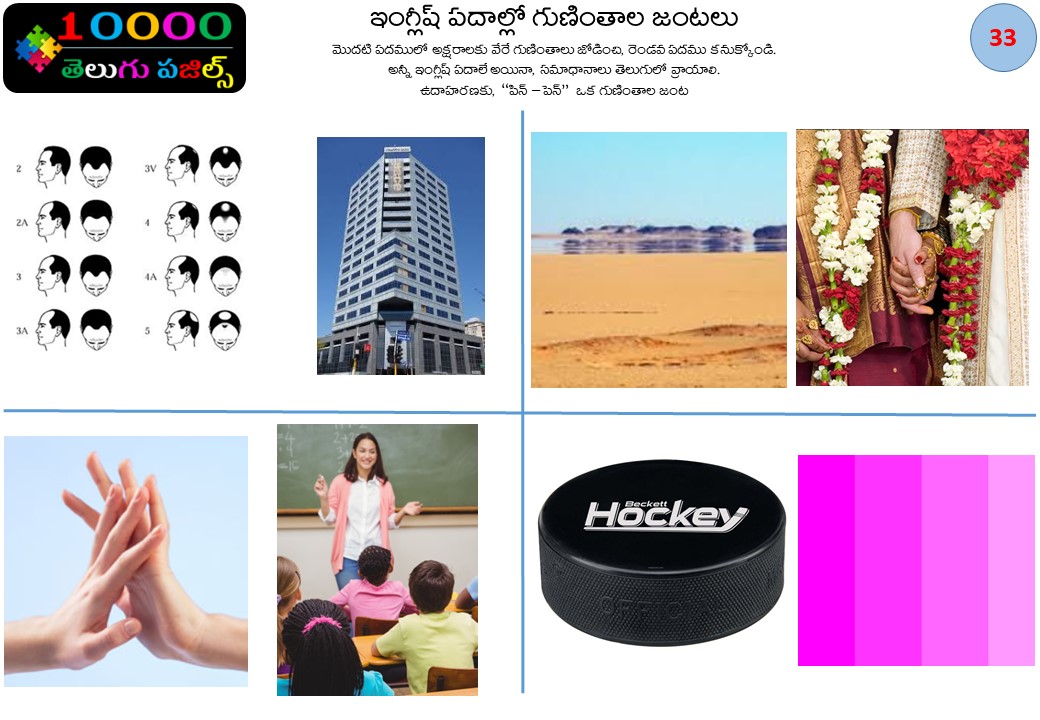 10000
తెలుగు పజిల్స్
ఇంగ్లీష్ పదాల్లో గుణింతాల జంటలు
మొదటి పదములో అక్షరాలకు వేరే గుణింతాలు జోడించి, రెండవ పదము కనుక్కోండి.
అన్నీ ఇంగ్లీష్ పదాలే అయినా, సమాధానాలు తెలుగులో వ్రాయాలి.
ఉదాహరణకు, “పిన్ – పెన్” ఒక గుణింతాల జంట
33
2
3V
2A
4
3
4A
3A
5
Beckett
Hockey
OFFICIAL